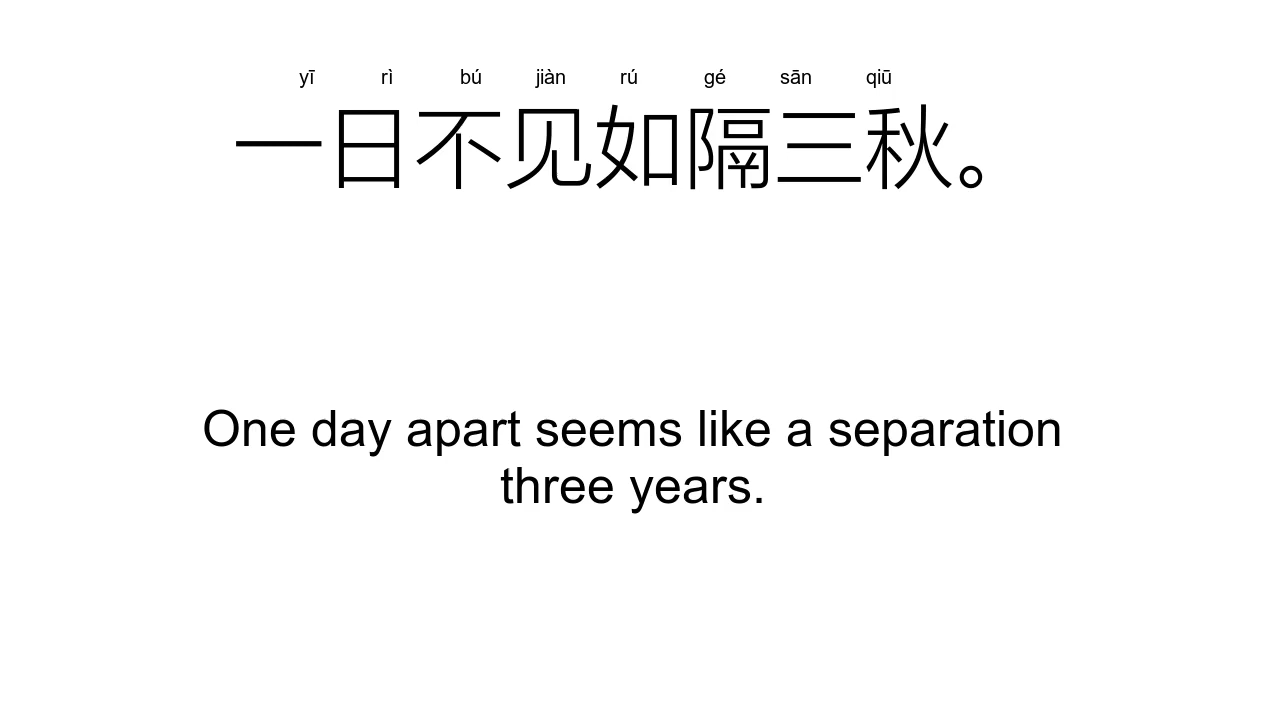 yī rì bú jiàn rú gé sān qiū
一日不见如隔三秋。
One day apart seems like a separation
three years.